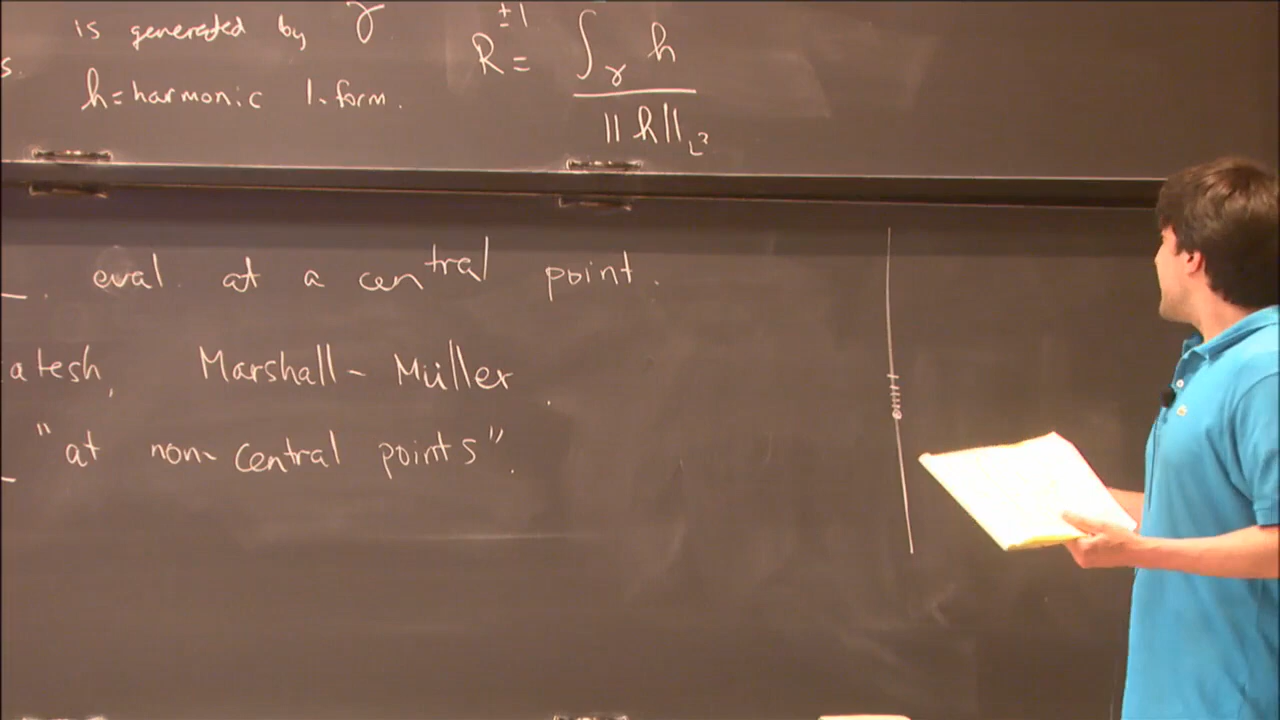 is generated by γ
s. h = harmonic 1-form.
R^{±1} = ∫_γ h / ||h||_{L²}
eval. at a central point.
atesh, Marshall - Müller.
"at non-central points".